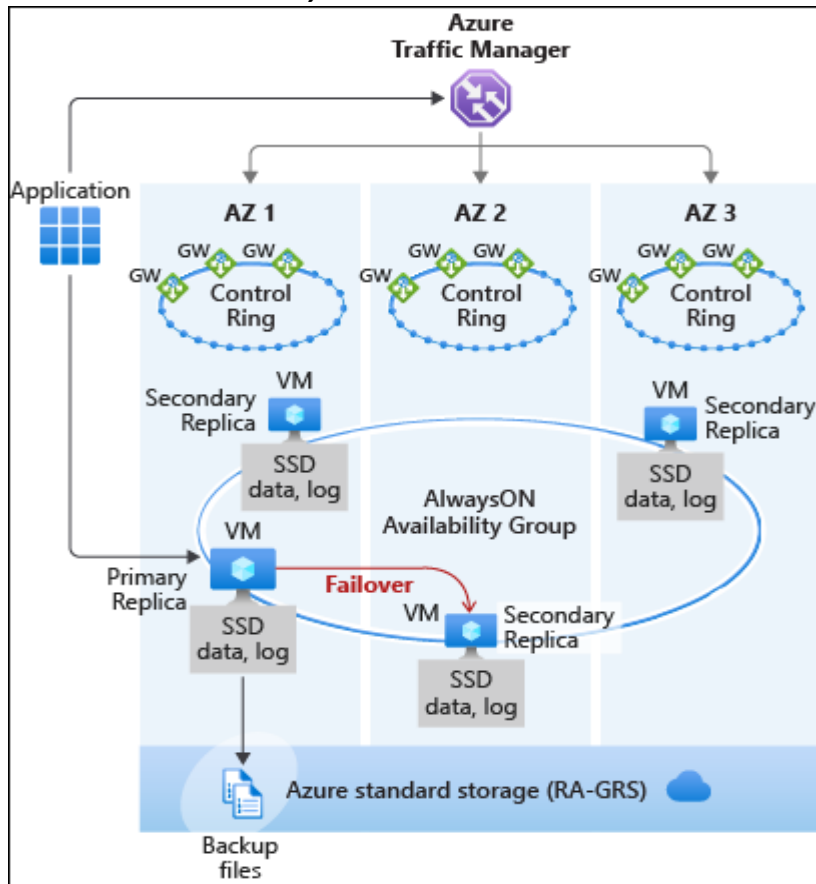 Azure
Traffic Manager
Application
AZ 1
AZ 2
AZ 3
GW
GW
GW
Control
Ring
GW
GW
GW
Control
Ring
GW
GW
GW
Control
Ring
VM
Secondary
Replica
SSD
data, log
VM
Secondary
Replica
SSD
data, log
AlwaysON
Availability Group
VM
Primary
Replica
Failover
SSD
data, log
VM
Secondary
Replica
SSD
data, log
Azure standard storage (RA-GRS)
Backup
files